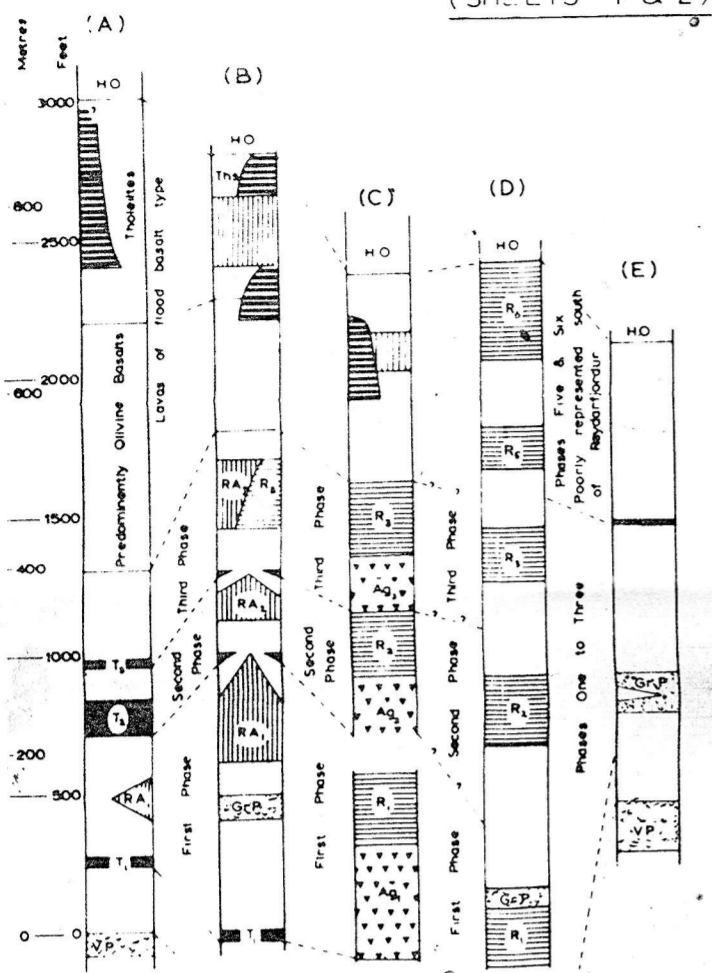 (SHEETS 1 & 2)
Metres
Feet
(A)
HO
3000
800
2500
2000
600
1500
400
1000
200
500
0
0
Tholeiites
Predominently Olivine Basalts
T₃
T₂
RA
T₁
VP
Lavas of flood basalt type
Third Phase
Second Phase
First Phase
(B)
HO
Ths
RA
R₃
RA₂
RA₁
GrP
T₁
Third Phase
Second Phase
First Phase
(C)
HO
R₃
Ag₃
R₂
Ag₂
R₁
Ag₁
Third Phase
Second Phase
First Phase
(D)
HO
R₆
R₅
R₃
R₂
GrP
R₁
Phases Five & Six
Poorly represented south
of Reydarfjordur
Phases One to Three
(E)
HO
GrP
VP